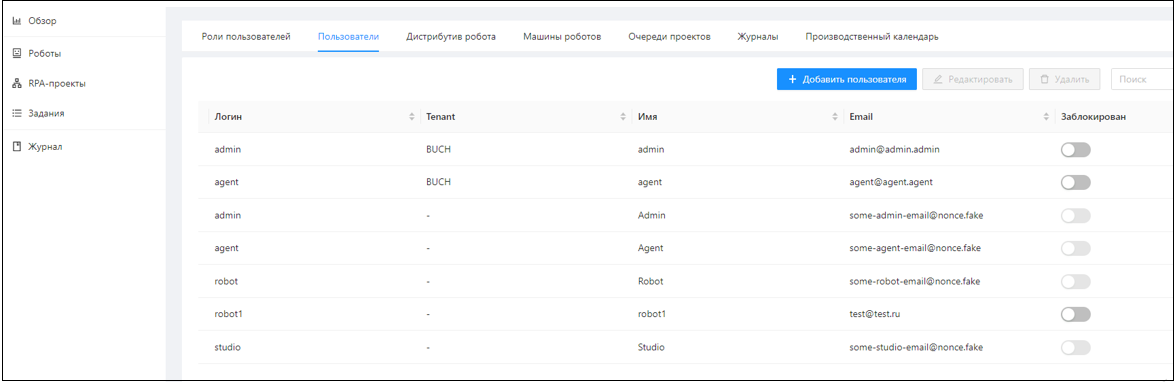 Обзор
Роботы
RPA-проекты
Задания
Журнал
Роли пользователей Пользователи Дистрибутив робота Машины роботов Очереди проектов Журналы Производственный календарь
+ Добавить пользователя Редактировать Удалить Поиск
Логин Tenant Имя Email Заблокирован
admin BUCH admin admin@admin.admin
agent BUCH agent agent@agent.agent
admin - Admin some-admin-email@nonce.fake
agent - Agent some-agent-email@nonce.fake
robot - Robot some-robot-email@nonce.fake
robot1 - robot1 test@test.ru
studio - Studio some-studio-email@nonce.fake